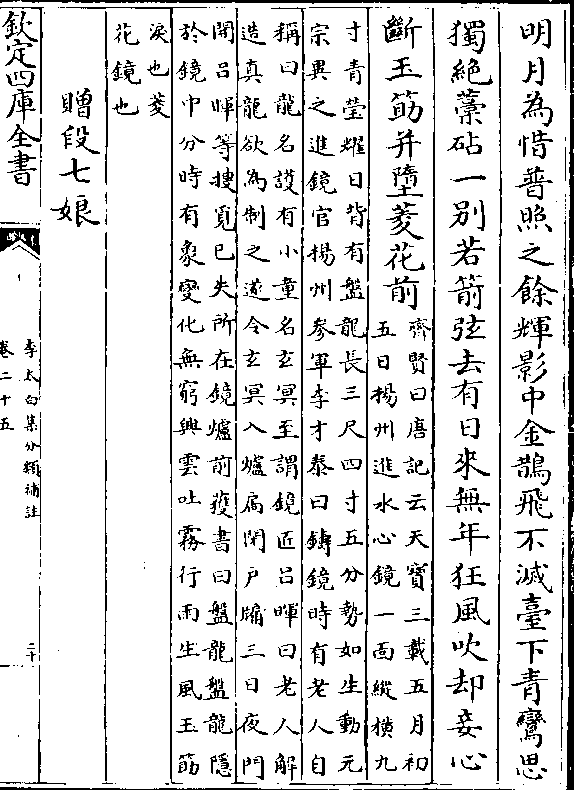 明月為惜普照之餘輝影中金鵲飛不滅臺下青鸞思
獨絶藁砧一别若箭弦去有日來無年狂風吹却妾心
斷玉筯并墮菱花前
齊賢曰唐記云天寶三載五月初
五日揚州進水心鏡一面縱横九
寸青瑩耀日背有盤龍長三尺四寸五分勢如生動元
宗異之進鏡官楊州參軍李才泰曰鑄鏡時有老人自
稱曰龍名護有小童名玄冥至謂鏡匠吕暉曰老人解
造真龍欲為制之遂令玄冥入爐扄閉戸牖三日夜門
開吕暉等搜覓已失所在鏡爐前獲書曰盤龍盤龍隱
於鏡中分時有象變化無窮興雲吐霧行雨生風玉筯
淚也菱
花鏡也
贈段七娘
欽定四庫全書
李太白集分類補註
卷二十五
二十